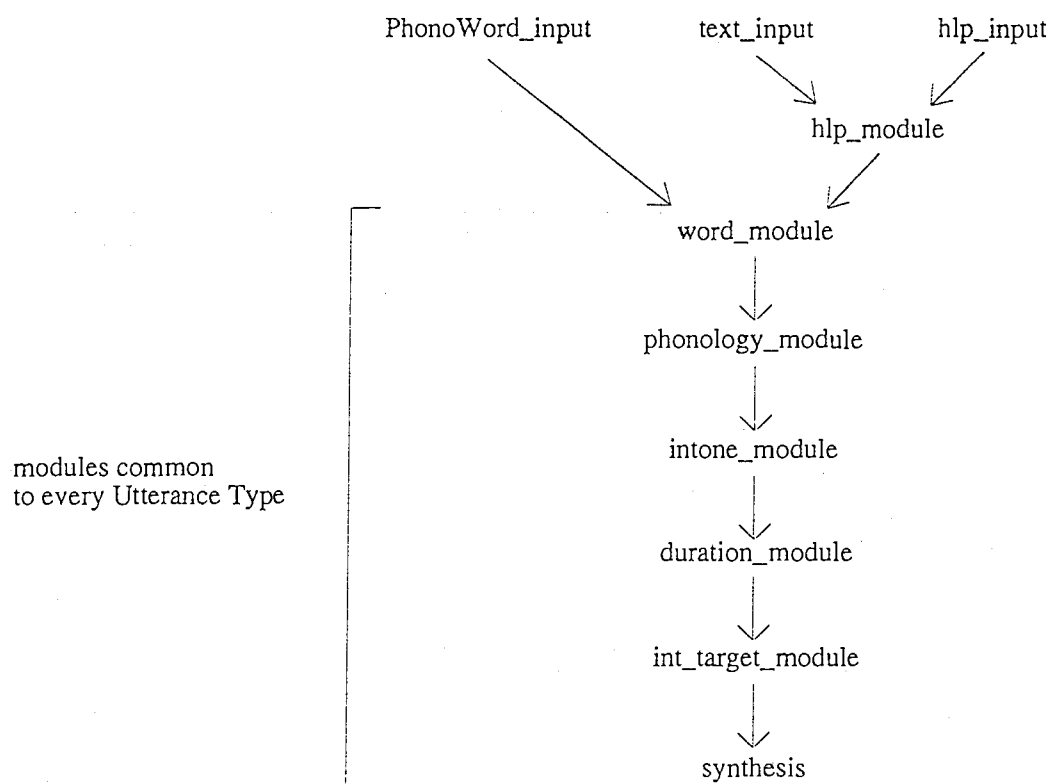 PhonoWord_input text_input hlp_input
hlp_module
word_module
phonology_module
intone_module
modules common
to every Utterance Type
duration_module
int_target_module
synthesis